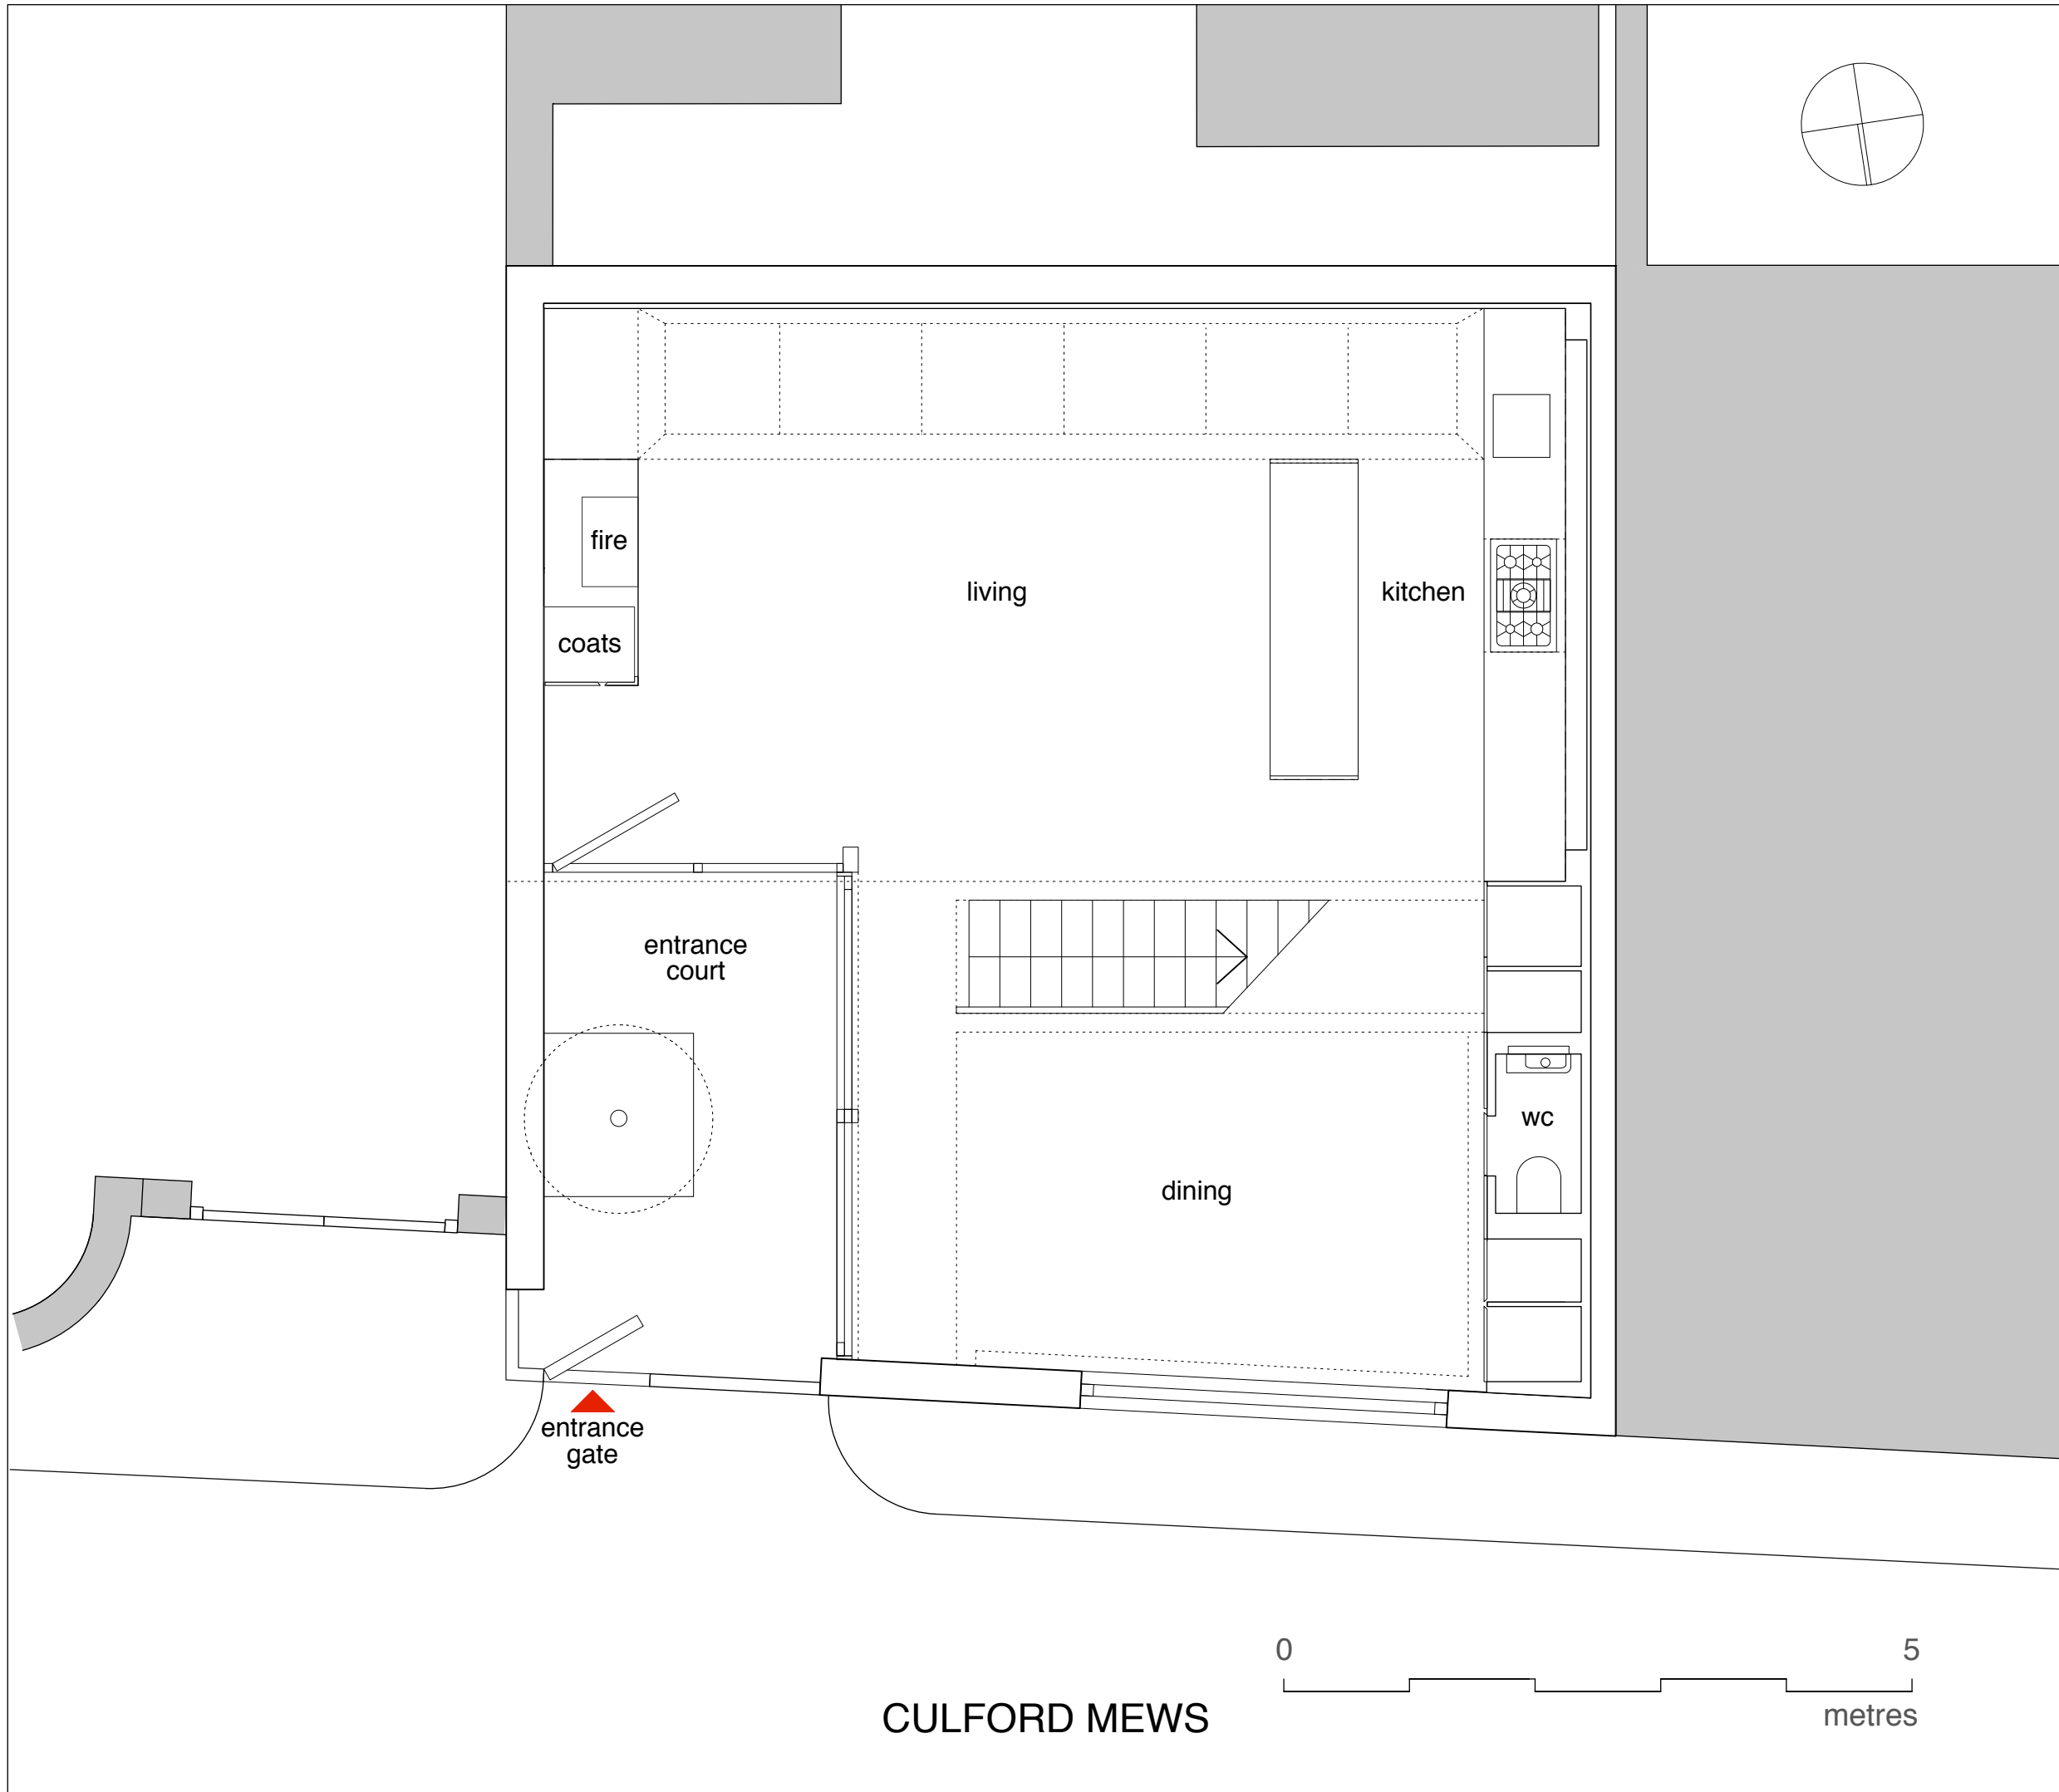 fire
living
kitchen
coats
entrance
court
wc
dining
entrance
gate
0
5
CULFORD MEWS
metres